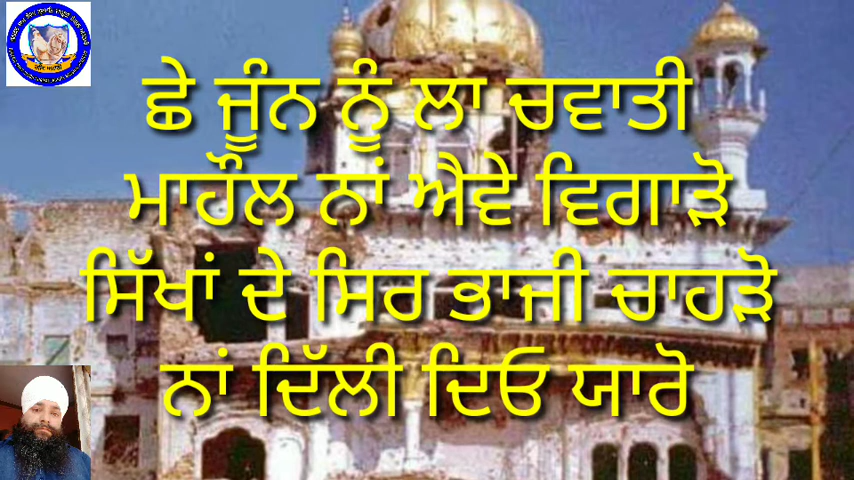 ਛੇ ਜੂੰਨ ਨੂੰ ਲਾ ਚਵਾਤੀ
ਮਾਹੌਲ ਨਾਂ ਐਵੇ ਵਿਗਾੜੋ
ਸਿੱਖਾਂ ਦੇ ਸਿਰ ਭਾਜੀ ਚਾਹੜੋ
ਨਾਂ ਦਿੱਲੀ ਦਿਓ ਯਾਰੋ